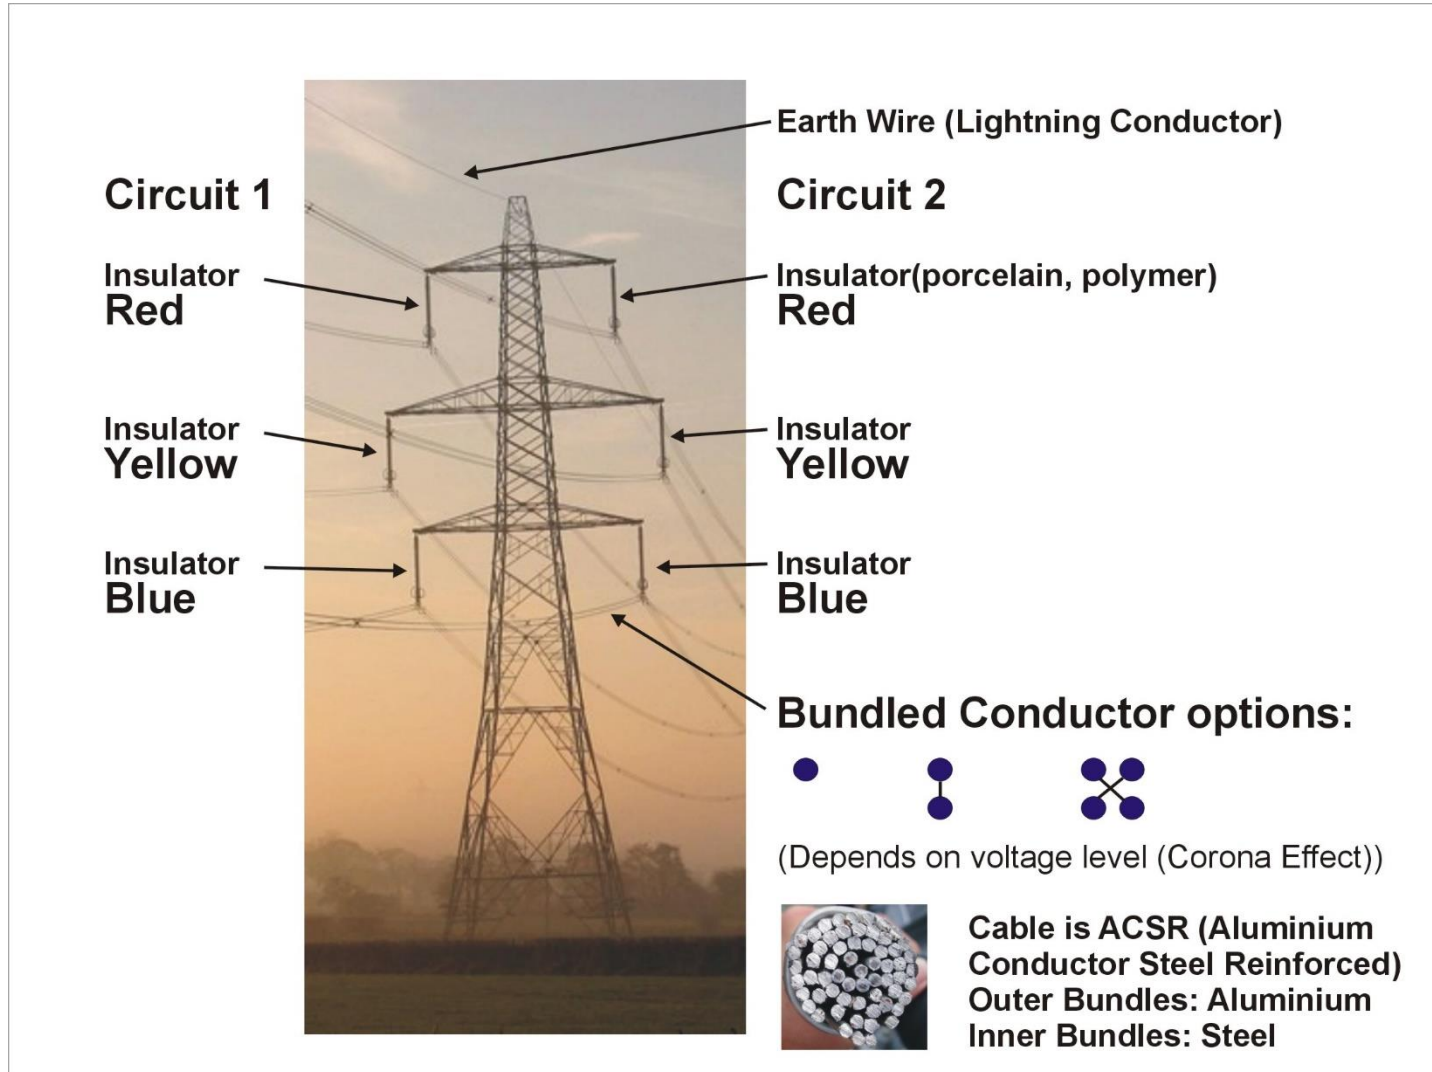 Earth Wire (Lightning Conductor)
Circuit 1
Circuit 2
Insulator
Red
Insulator(porcelain, polymer)
Red
Insulator
Yellow
Insulator
Yellow
Insulator
Blue
Insulator
Blue
Bundled Conductor options:
(Depends on voltage level (Corona Effect))
Cable is ACSR (Aluminium
Conductor Steel Reinforced)
Outer Bundles: Aluminium
Inner Bundles: Steel